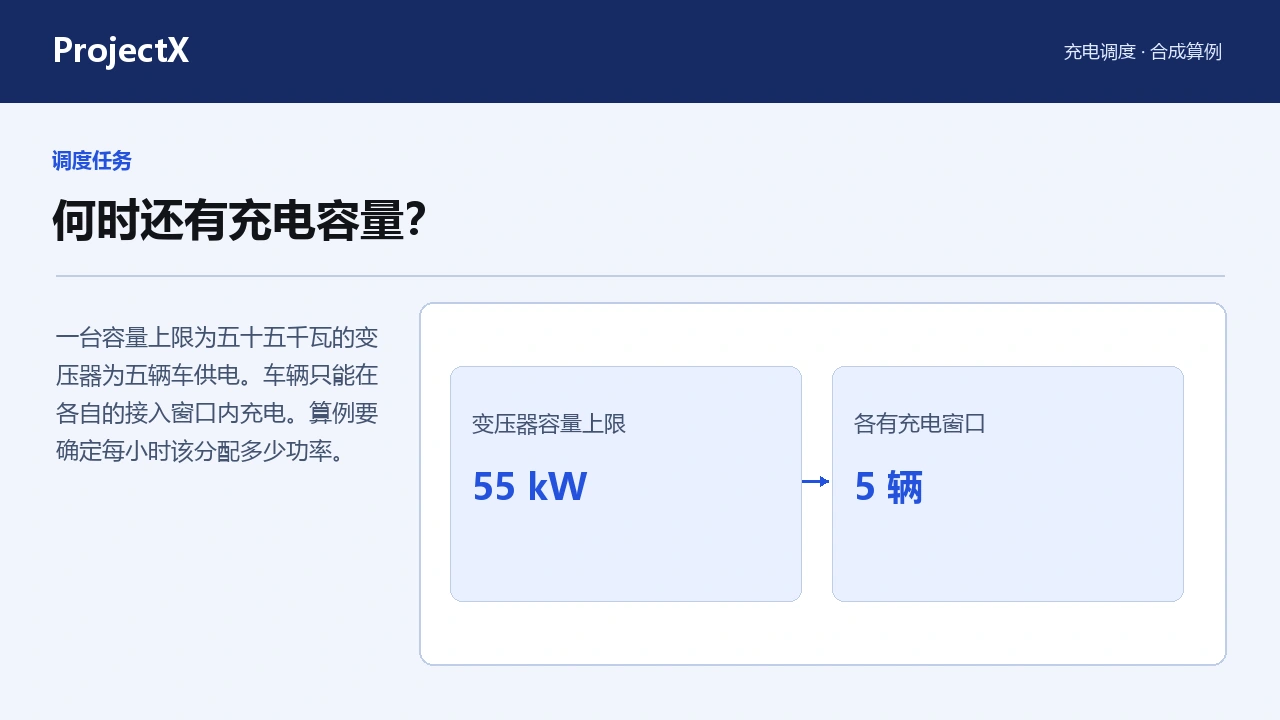 ProjectX
充电调度 · 合成算例
调度任务
何时还有充电容量?
一台容量上限为五十五千瓦的变
压器为五辆车供电。车辆只能在
各自的接入窗口内充电。算例要
确定每小时该分配多少功率。
变压器容量上限
55 kW
各有充电窗口
5 辆